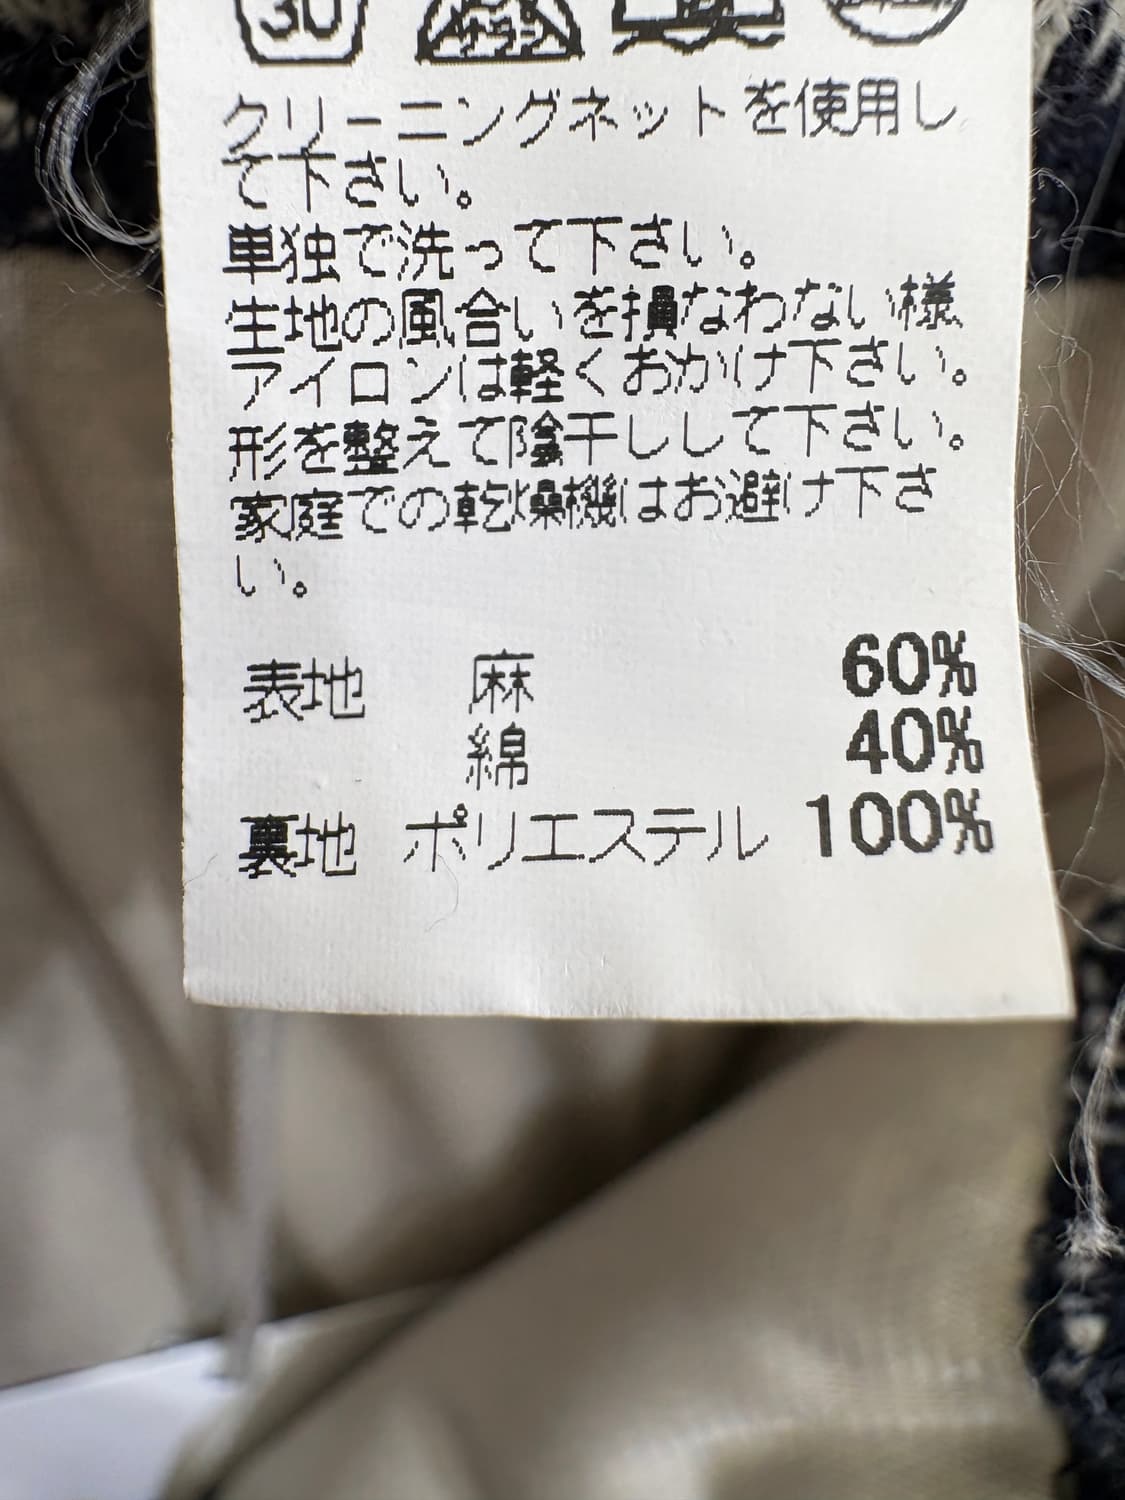 30
クリーニングネットを使用し
て下さい。
単独で洗って下さい。
生地の風合いを損なわない様
アイロンは軽くおかけ下さい。
形を整えて陰干しして下さい。
家庭での乾燥機はお避け下さ
い。
表地 麻 60%
綿 40%
裏地 ポリエステル 100%